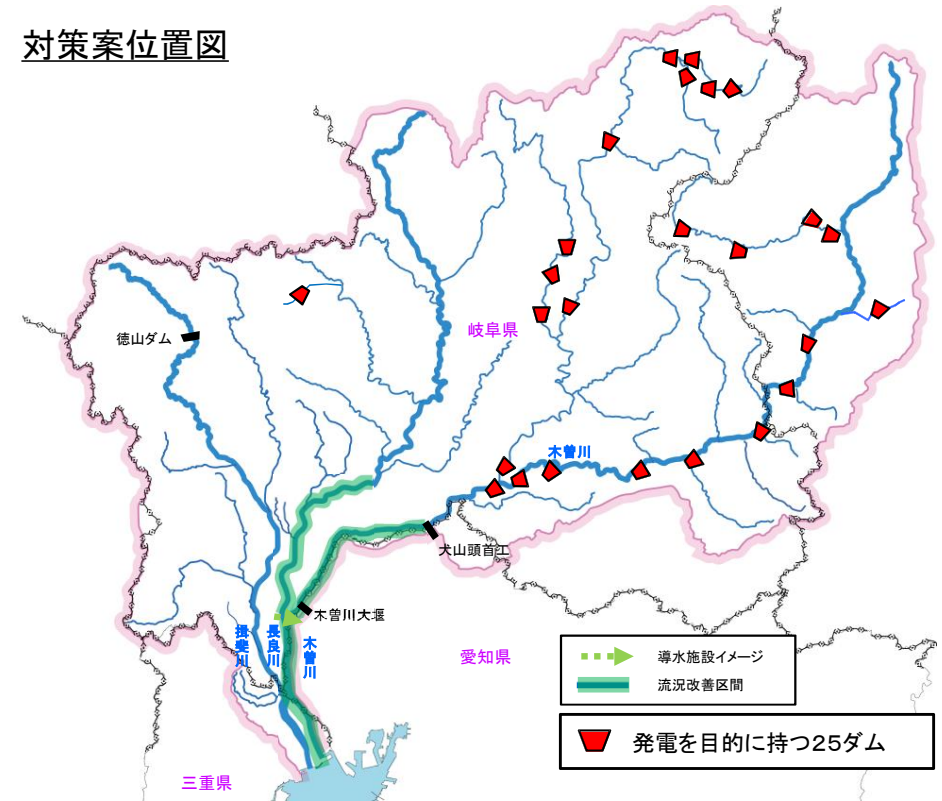 対策案位置図
徳山ダム
岐阜県
木曽川
犬山頭首工
木曽川大堰
揖斐川
長良川
木曽川
愛知県
三重県
導水施設イメージ
流況改善区間
発電を目的に持つ25ダム